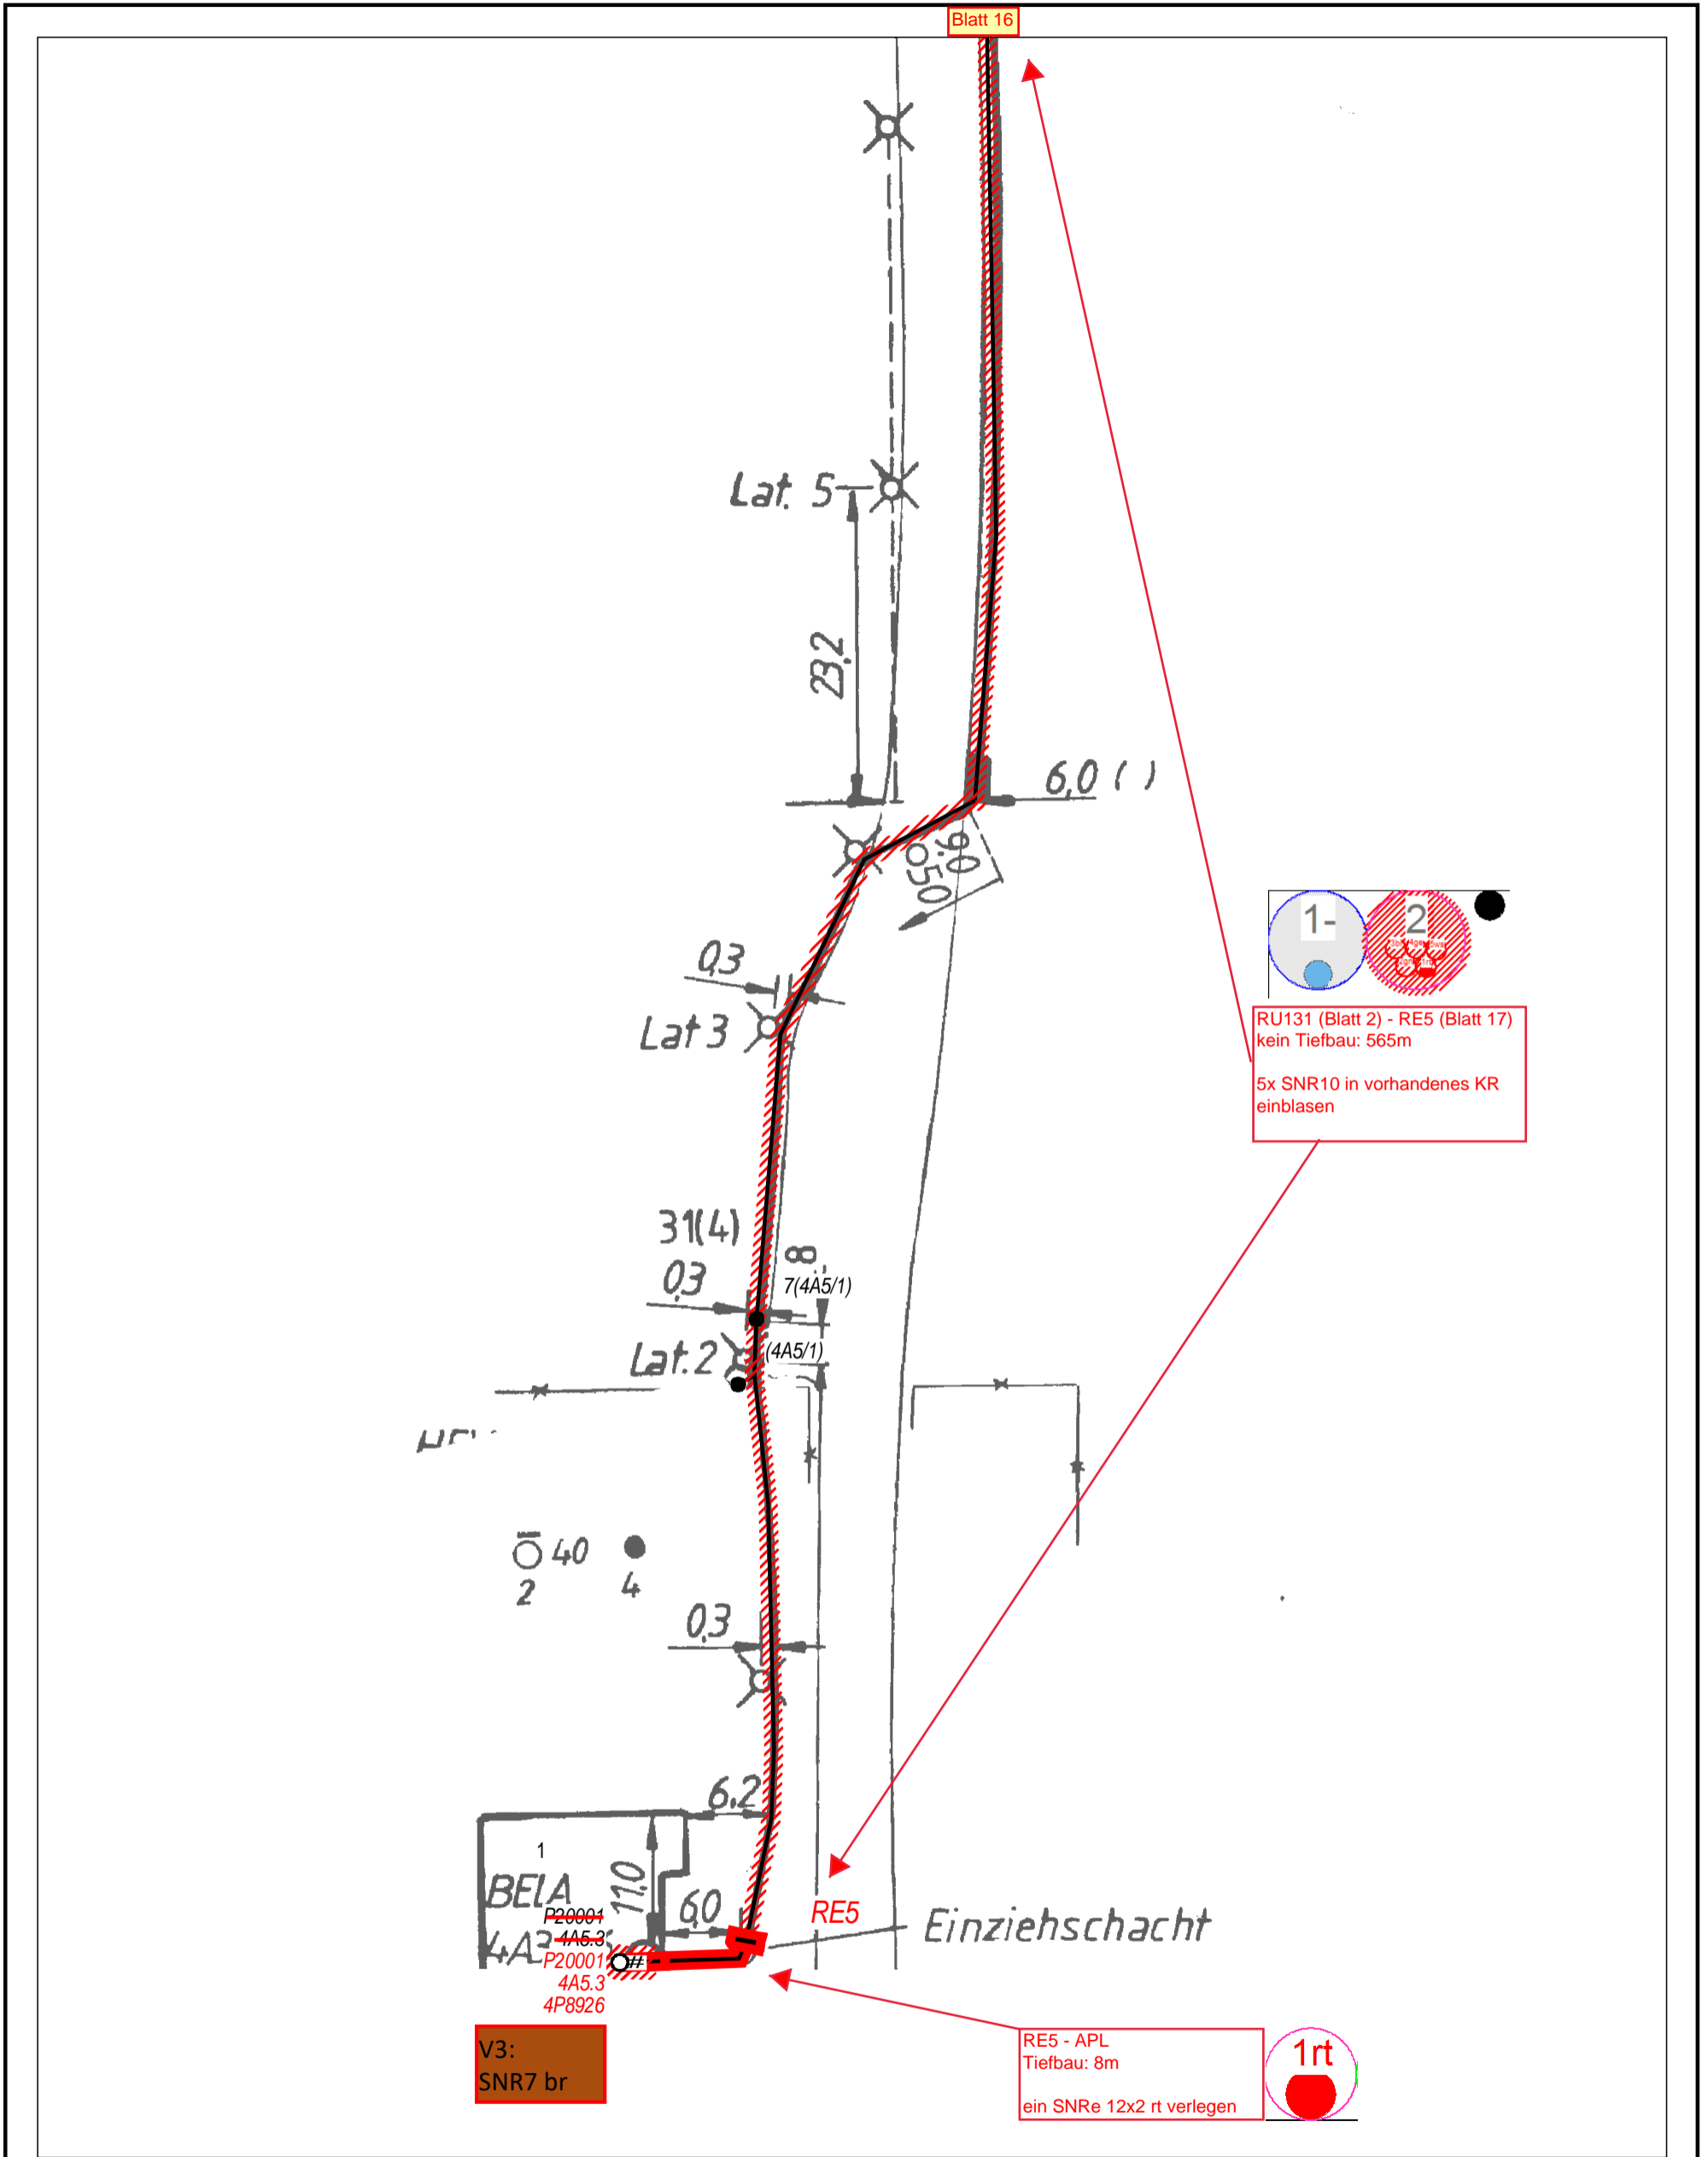 Blatt 16
Lat. 5
23,2
6,0 ( )
9.0
50
0,3
Lat 3
1-
2
RU131 (Blatt 2) - RE5 (Blatt 17)
kein Tiefbau: 565m
5x SNR10 in vorhandenes KR
einblasen
31(4)
8
0,3
7(4A5/1)
Lat. 2
(4A5/1)
40
2
4
0,3
6.2
1
BEIA
11.0
6,0
P20001
4A5.3
P20001
4A5.3
4P8926
RE5
Einziehschacht
V3:
SNR7 br
RE5 - APL
Tiefbau: 8m
ein SNRe 12x2 rt verlegen
1rt